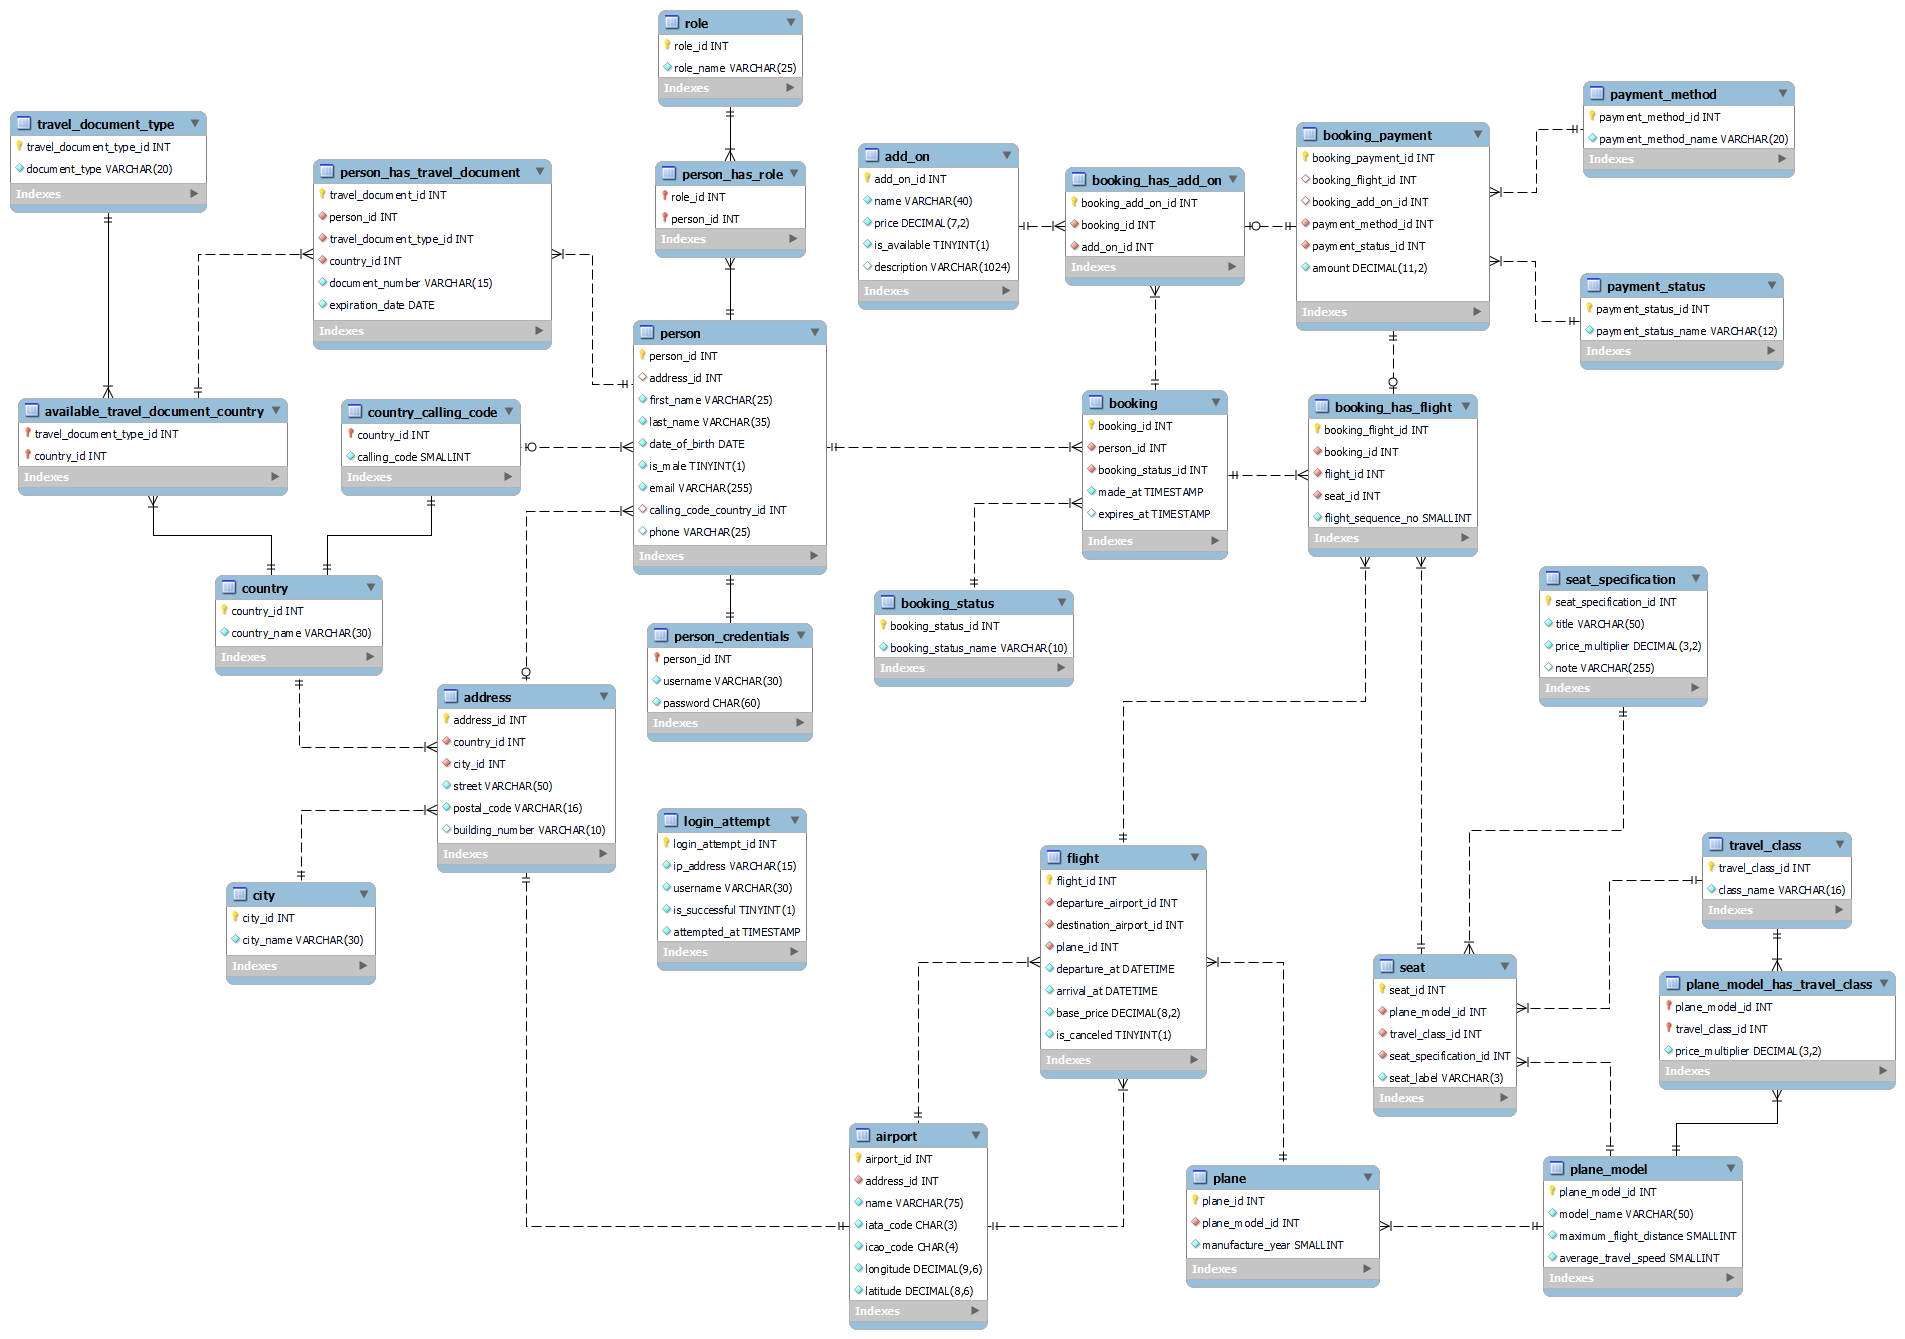 role
role_id INT
role_name VARCHAR(25)
Indexes
travel_document_type
travel_document_type_id INT
document_type VARCHAR(20)
Indexes
person_has_travel_document
travel_document_id INT
person_id INT
travel_document_type_id INT
country_id INT
document_number VARCHAR(15)
expiration_date DATE
Indexes
person_has_role
role_id INT
person_id INT
Indexes
add_on
add_on_id INT
name VARCHAR(40)
price DECIMAL(7,2)
is_available TINYINT(1)
description VARCHAR(1024)
Indexes
booking_has_add_on
booking_add_on_id INT
booking_id INT
add_on_id INT
Indexes
booking_payment
booking_payment_id INT
booking_flight_id INT
booking_add_on_id INT
payment_method_id INT
payment_status_id INT
amount DECIMAL(11,2)
Indexes
payment_method
payment_method_id INT
payment_method_name VARCHAR(20)
Indexes
payment_status
payment_status_id INT
payment_status_name VARCHAR(12)
Indexes
person
person_id INT
address_id INT
first_name VARCHAR(25)
last_name VARCHAR(35)
date_of_birth DATE
is_male TINYINT(1)
email VARCHAR(255)
calling_code_country_id INT
phone VARCHAR(25)
Indexes
available_travel_document_country
travel_document_type_id INT
country_id INT
Indexes
country_calling_code
country_id INT
calling_code SMALLINT
Indexes
booking
booking_id INT
person_id INT
booking_status_id INT
made_at TIMESTAMP
expires_at TIMESTAMP
Indexes
booking_has_flight
booking_flight_id INT
booking_id INT
flight_id INT
seat_id INT
flight_sequence_no SMALLINT
Indexes
country
country_id INT
country_name VARCHAR(30)
Indexes
booking_status
booking_status_id INT
booking_status_name VARCHAR(10)
Indexes
seat_specification
seat_specification_id INT
title VARCHAR(50)
price_multiplier DECIMAL(3,2)
note VARCHAR(255)
Indexes
person_credentials
person_id INT
username VARCHAR(30)
password CHAR(60)
Indexes
address
address_id INT
country_id INT
city_id INT
street VARCHAR(50)
postal_code VARCHAR(16)
building_number VARCHAR(10)
Indexes
login_attempt
login_attempt_id INT
ip_address VARCHAR(15)
username VARCHAR(30)
is_successful TINYINT(1)
attempted_at TIMESTAMP
Indexes
city
city_id INT
city_name VARCHAR(30)
Indexes
flight
flight_id INT
departure_airport_id INT
destination_airport_id INT
plane_id INT
departure_at DATETIME
arrival_at DATETIME
base_price DECIMAL(8,2)
is_canceled TINYINT(1)
Indexes
travel_class
travel_class_id INT
class_name VARCHAR(16)
Indexes
seat
seat_id INT
plane_model_id INT
travel_class_id INT
seat_specification_id INT
seat_label VARCHAR(3)
Indexes
plane_model_has_travel_class
plane_model_id INT
travel_class_id INT
price_multiplier DECIMAL(3,2)
Indexes
airport
airport_id INT
address_id INT
name VARCHAR(75)
iata_code CHAR(3)
icao_code CHAR(4)
longitude DECIMAL(9,6)
latitude DECIMAL(8,6)
Indexes
plane
plane_id INT
plane_model_id INT
manufacture_year SMALLINT
Indexes
plane_model
plane_model_id INT
model_name VARCHAR(50)
maximum_flight_distance SMALLINT
average_travel_speed SMALLINT
Indexes